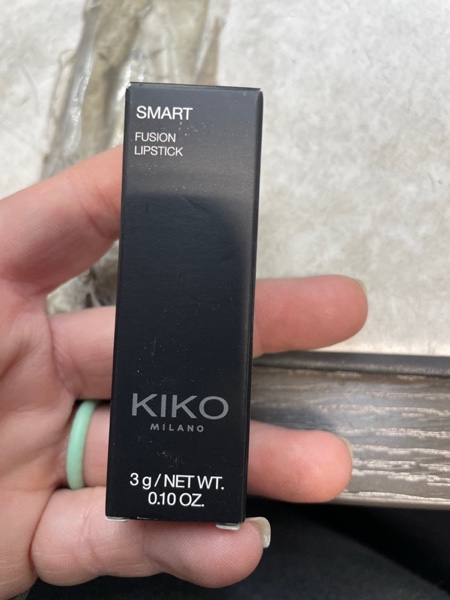 SMART
FUSION
LIPSTICK
KIKO
MILANO
3 g / NET WT.
0.10 OZ.